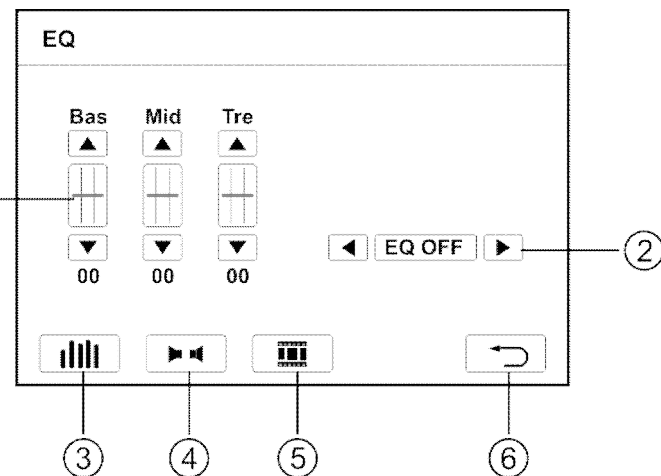 EQ
Bas Mid Tre
EQ OFF ②
00 00 00
③ ④ ⑤ ⑥